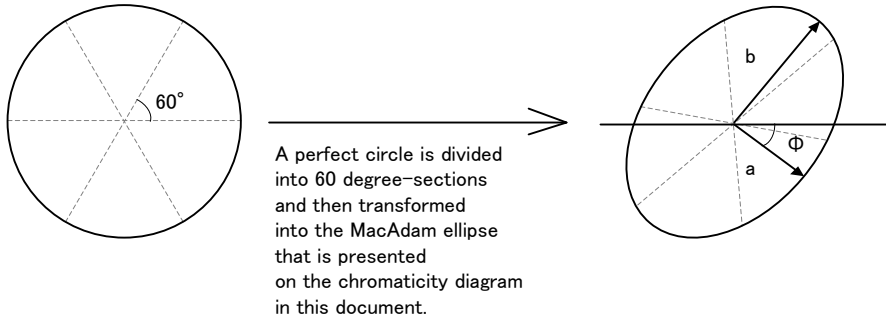 60°
A perfect circle is divided
into 60 degree-sections
and then transformed
into the MacAdam ellipse
that is presented
on the chromaticity diagram
in this document.
b
Φ
a